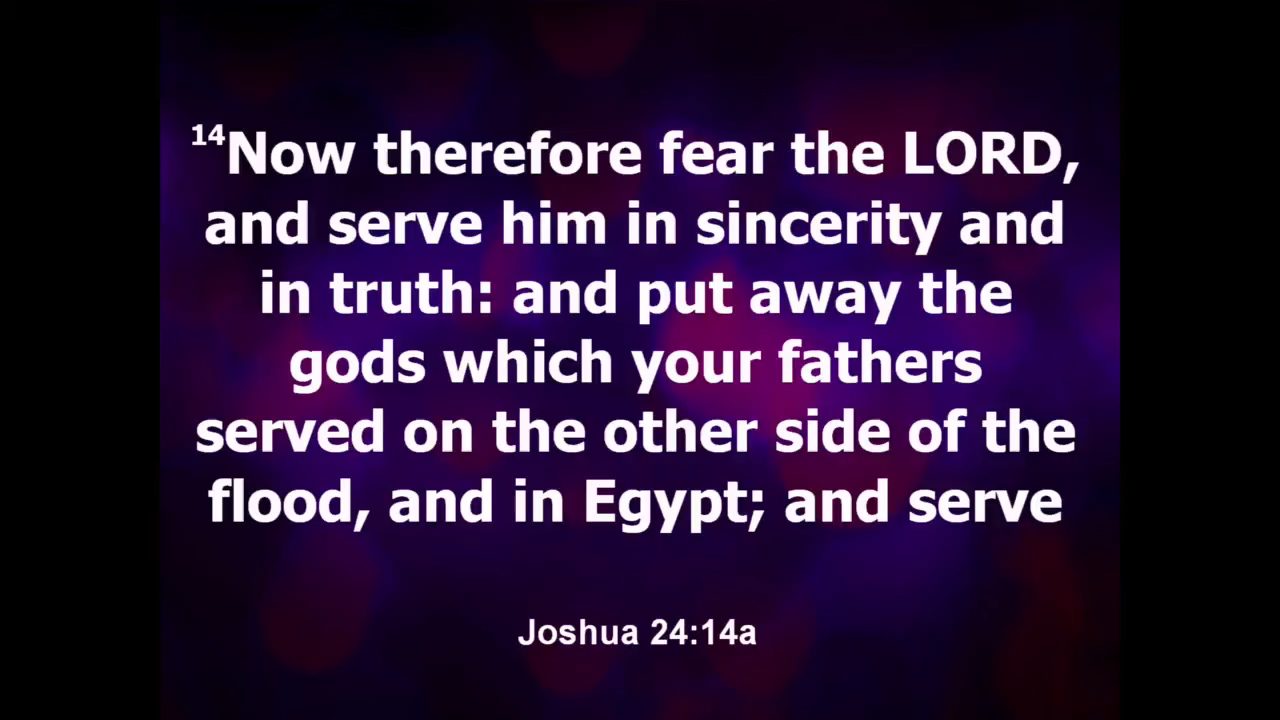 14Now therefore fear the LORD,
and serve him in sincerity and
in truth: and put away the
gods which your fathers
served on the other side of the
flood, and in Egypt; and serve
Joshua 24:14a